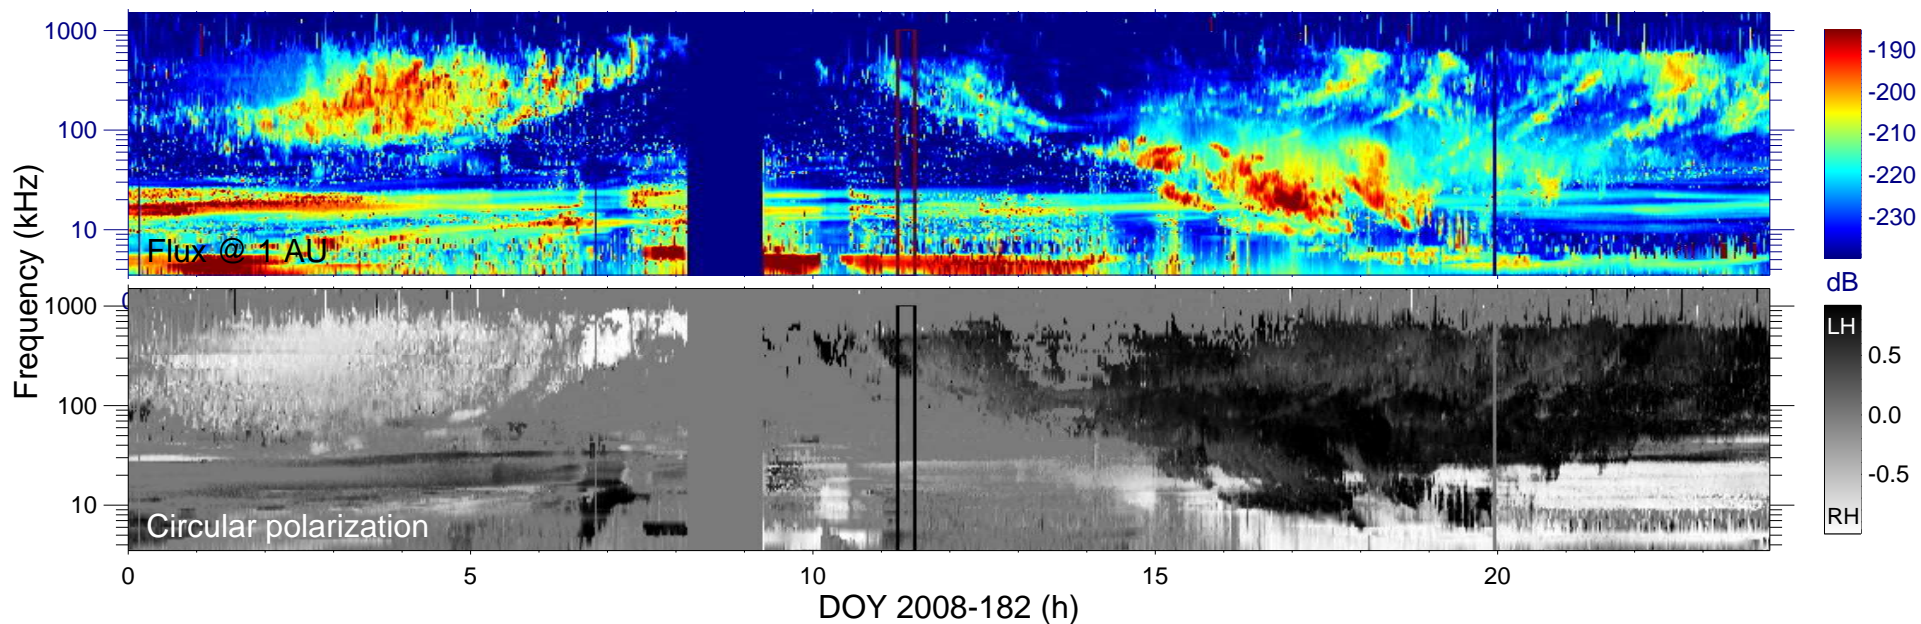 1000
100
10
Flux @ 1 AU
-190
-200
-210
-220
-230
dB
Frequency (kHz)
0
1000
100
10
Circular polarization
LH
0.5
0.0
-0.5
RH
0 5 10 15 20
DOY 2008-182 (h)